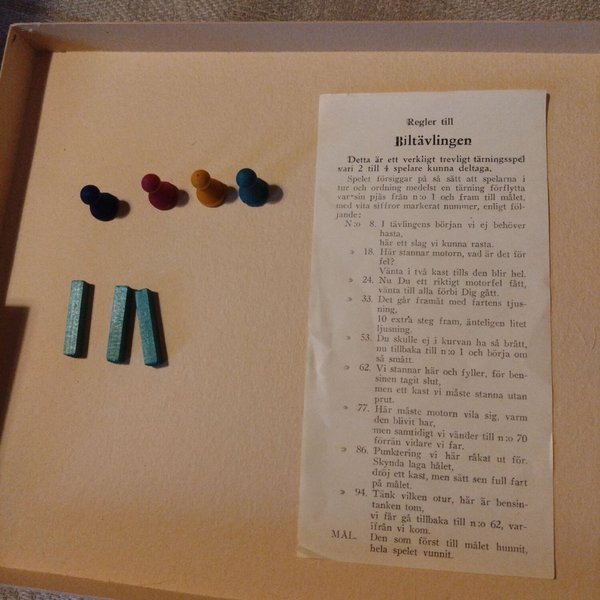 Regler till
Biltävlingen
Detta är ett verkligt trevligt tärningsspel
vari 2 till 4 spelare kunna deltaga.
Spelet försiggar på så sätt att spelarna i
tur och ordning medelst en tärning förflytta
varsin pjäs från n:o 1 och fram till målet,
med vita siffror markerat nummer, enligt föl-
jande:
N:o 8. I tävlingens början vi ej behöver
hasta,
här ett slag vi kunna rasta.
» 18. Här stannar motorn, vad är det för
fel?
Vänta i två kast tills den blir hel.
» 24. Nu Du ett riktigt motorfel fått,
vänta till alla förbi Dig gått.
» 33. Det går framåt med fartens tjus-
ning,
10 extra steg fram, änteligen litet
ljusning.
» 53. Du skulle ej i kurvan ha så brått,
nu tillbaka till n:o 1 och börja om
så smått.
» 62. Vi stannar här och fyller, för ben-
sinen tagit slut,
men ett kast vi måste stanna utan
prut.
» 77. Här måste motorn vila sig, varm
den blivit har,
men samtidigt vi vänder till n:o 70
förrän vidare vi far.
» 86. Punktering vi här råkat ut för.
Skynda laga hålet,
dröj ett kast, men sätt sen full fart
på målet.
» 94. Tänk vilken otur, här är bensin-
tanken tom,
vi får gå tillbaka till n:o 62, var-
ifrån vi kom.
MÅL. Den som först till målet hunnit,
hela spelet vunnit.